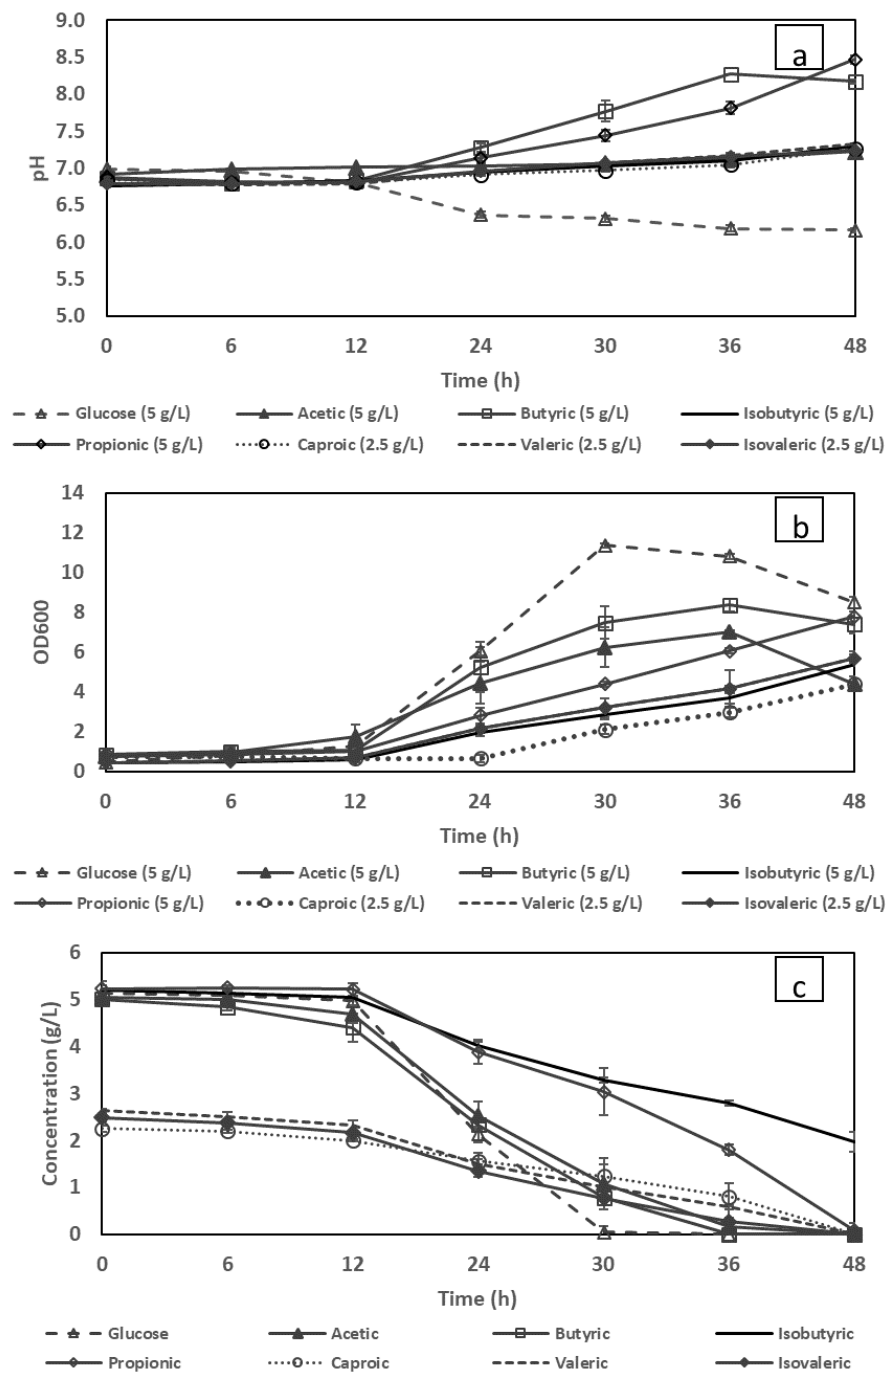 9.0
a
8.5
8.0
7.5
7.0
6.5
6.0
5.5
5.0
pH
0 6 12 24 30 36 48
Time (h)
Glucose (5 g/L) Acetic (5 g/L) Butyric (5 g/L) Isobutyric (5 g/L)
Propionic (5 g/L) Caproic (2.5 g/L) Valeric (2.5 g/L) Isovaleric (2.5 g/L)
14
b
12
10
8
6
4
2
0
OD600
0 6 12 24 30 36 48
Time (h)
Glucose (5 g/L) Acetic (5 g/L) Butyric (5 g/L) Isobutyric (5 g/L)
Propionic (5 g/L) Caproic (2.5 g/L) Valeric (2.5 g/L) Isovaleric (2.5 g/L)
6
c
5
4
3
2
1
0
Concentration (g/L)
0 6 12 24 30 36 48
Time (h)
Glucose Acetic Butyric Isobutyric
Propionic Caproic Valeric Isovaleric